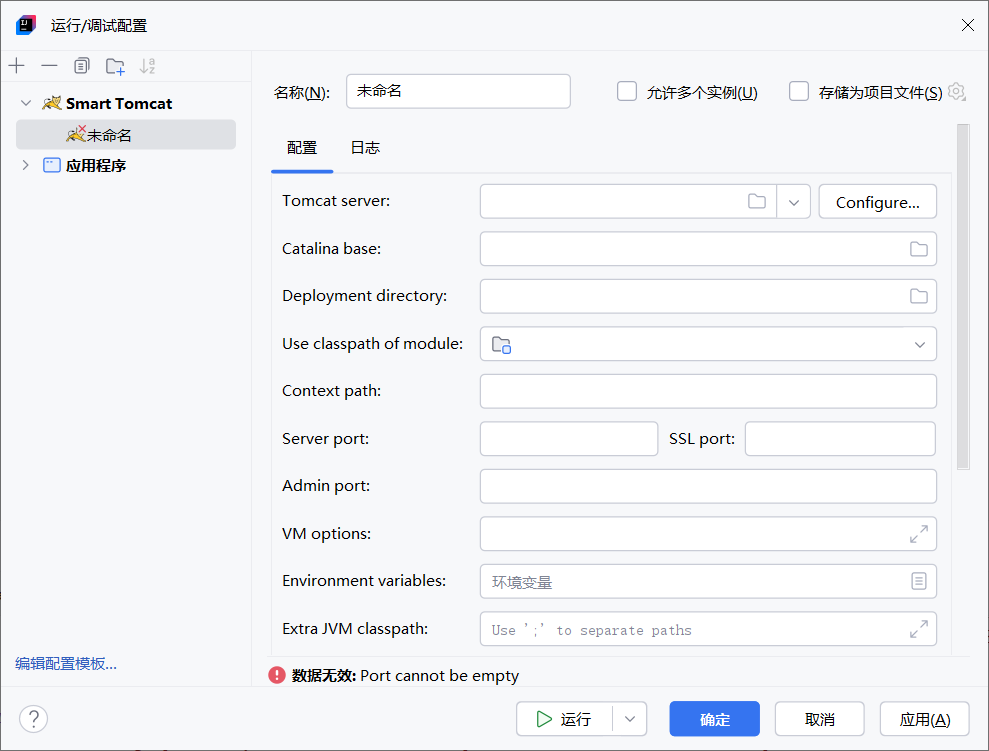 运行/调试配置
名称(N):
未命名
允许多个实例(U)
存储为项目文件(S)
Smart Tomcat
未命名
应用程序
配置
日志
Tomcat server:
Configure...
Catalina base:
Deployment directory:
Use classpath of module:
Context path:
Server port:
SSL port:
Admin port:
VM options:
Environment variables:
环境变量
Extra JVM classpath:
Use ';' to separate paths
编辑配置模板...
数据无效: Port cannot be empty
?
运行
确定
取消
应用(A)